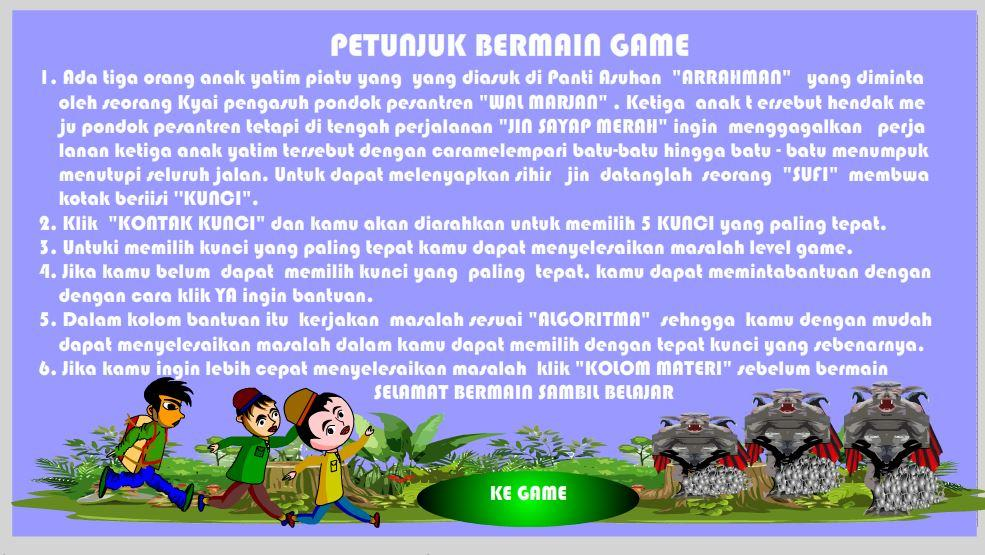 PETUNJUK BERMAIN GAME
1. Ada tiga orang anak yatim piatu yang yang diasuk di Panti Asuhan "ARRAHMAN" yang diminta
oleh seorang Kyai pengasuh pondok pesantren "WAL MARJAN" . Ketiga anak t ersebut hendak me
ju pondok pesantren tetapi di tengah perjalanan "JIN SAYAP MERAH" ingin menggagalkan perja
lanan ketiga anak yatim tersebut dengan caramelempari batu-batu hingga batu - batu menumpuk
menutupi seluruh jalan. Untuk dapat melenyapkan sihir jin datanglah seorang "SUFI" membwa
kotak beriisi "KUNCI".
2. Klik "KONTAK KUNCI" dan kamu akan diarahkan untuk memilih 5 KUNCI yang paling tepat.
3. Untuki memilih kunci yang paling tepat kamu dapat menyelesaikan masalah level game.
4. Jika kamu belum dapat memilih kunci yang paling tepat, kamu dapat memintabantuan dengan
dengan cara klik YA ingin bantuan.
5. Dalam kolom bantuan itu kerjakan masalah sesuai "ALGORITMA" sehngga kamu dengan mudah
dapat menyelesaikan masalah dalam kamu dapat memilih dengan tepat kunci yang sebenarnya.
6. Jika kamu ingin lebih cepat menyelesaikan masalah klik "KOLOM MATERI" sebelum bermain
SELAMAT BERMAIN SAMBIL BELAJAR
KE GAME